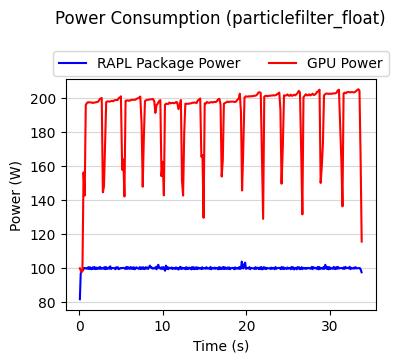 Power Consumption (particlefilter_float)
RAPL Package Power GPU Power
200
180
160
140
120
100
80
Power (W)
0 10 20 30
Time (s)